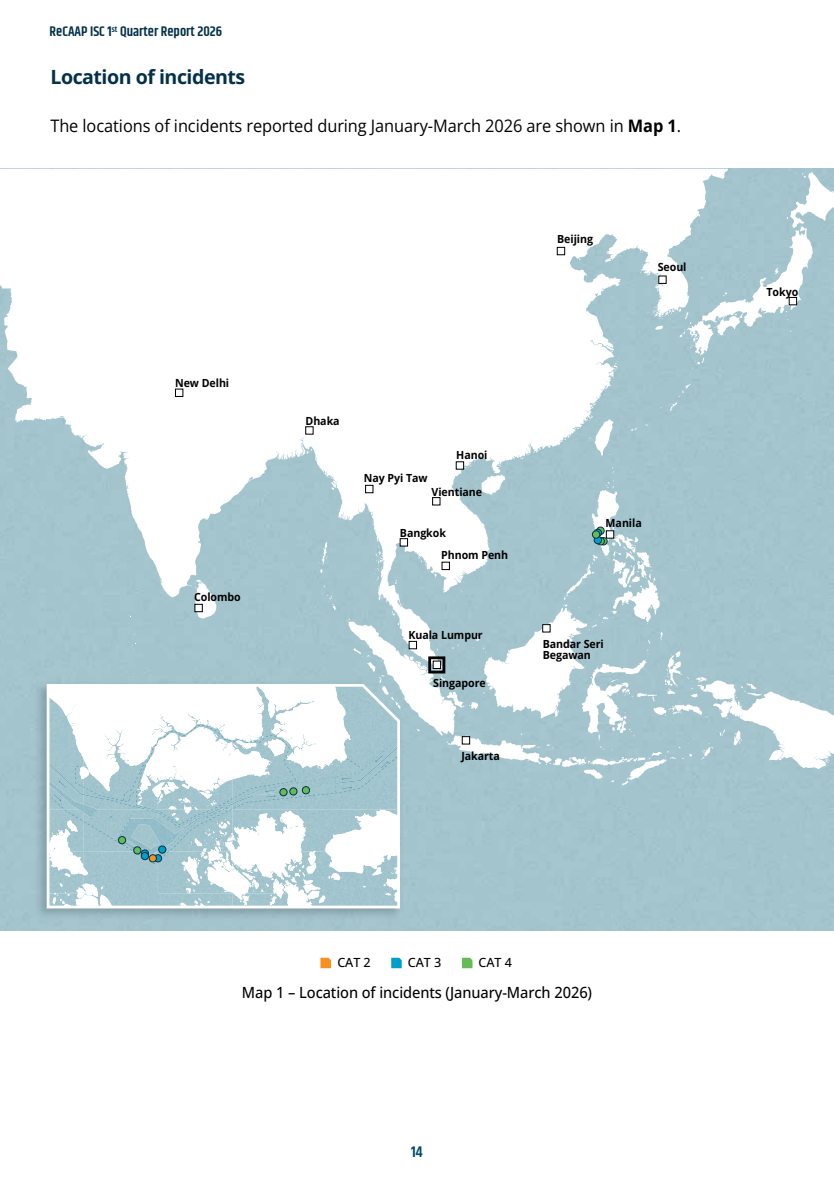 ReCAAP ISC 1st Quarter Report 2026
Location of incidents
The locations of incidents reported during January-March 2026 are shown in Map 1.
Beijing
Seoul
Tokyo
New Delhi
Dhaka
Hanoi
Nay Pyi Taw
Vientiane
Manila
Bangkok
Phnom Penh
Colombo
Kuala Lumpur
Bandar Seri
Begawan
Singapore
Jakarta
CAT 2 CAT 3 CAT 4
Map 1 – Location of incidents (January-March 2026)
14